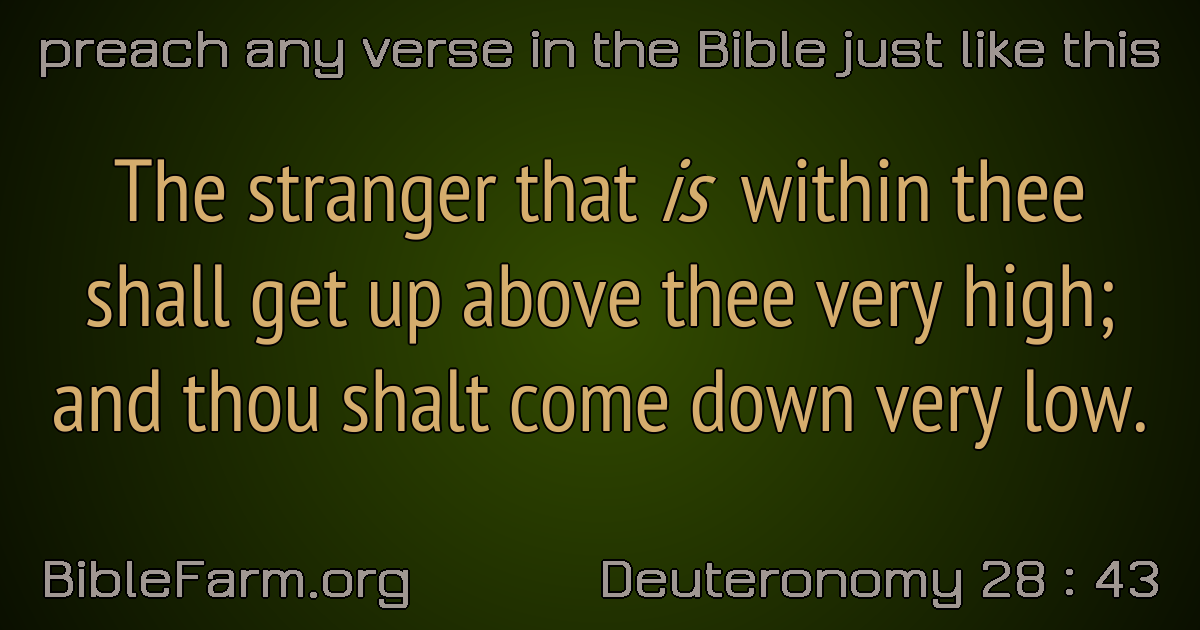 preach any verse in the Bible just like this
The stranger that is within thee
shall get up above thee very high;
and thou shalt come down very low.
BibleFarm.org
Deuteronomy 28 : 43